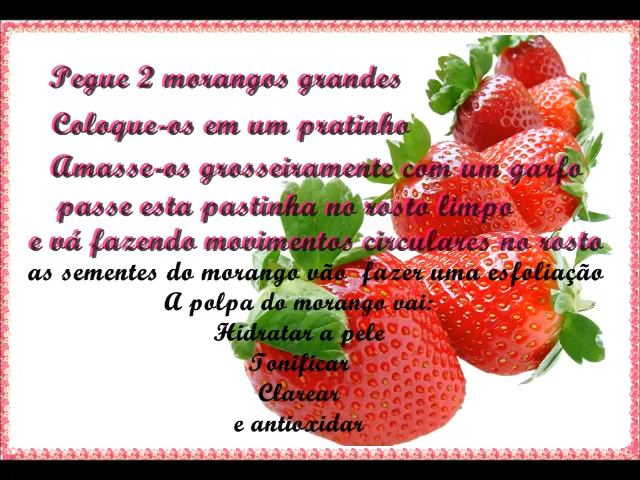 Pegue 2 morangos grandes
Coloque-os em um pratinho
Amasse-os grosseiramente com um garfo
passe esta pastinha no rosto limpo
e vá fazendo movimentos circulares no rosto
as sementes do morango vão fazer uma esfoliação
A polpa do morango vai:
Hidratar a pele
Tonificar
Clarear
e antioxidar